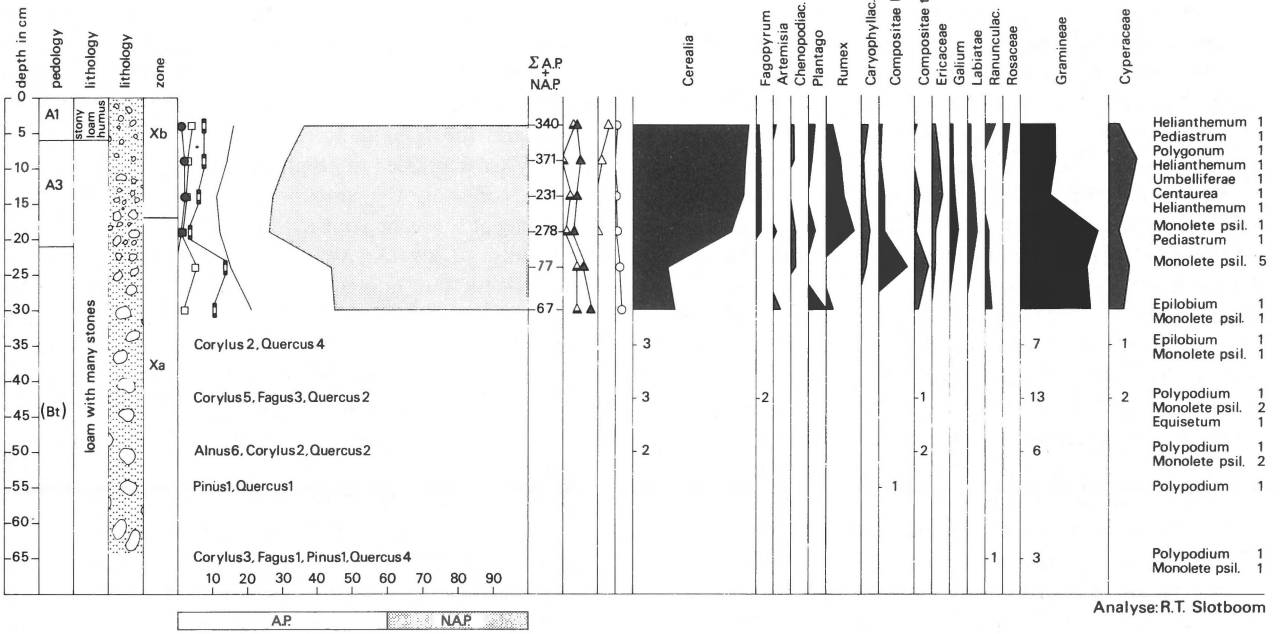 depth in cm
pedology
lithology
lithology
zone
Σ A.P.
+
N.A.P.
Cerealia
Fagopyrum
Artemisia
Chenopodiac.
Plantago
Rumex
Caryophyllac.
Compositae
Compositae t
Ericaceae
Galium
Labiatae
Ranunculac.
Rosaceae
Gramineae
Cyperaceae
0
5
10
15
20
25
30
35
40
45
50
55
60
65
A1
A3
(Bt)
stony
loam
humus
loam with many stones
Xb
Xa
340
371
231
278
77
67
Helianthemum 1
Pediastrum 1
Polygonum 1
Helianthemum 1
Umbelliferae 1
Centaurea 1
Helianthemum 1
Monolete psil. 1
Pediastrum 1
Monolete psil. 5
Epilobium 1
Monolete psil. 1
Corylus 2, Quercus 4 3 7 1 Epilobium 1
Monolete psil. 1
Corylus 5, Fagus 3, Quercus 2 3 2 1 13 2 Polypodium 1
Monolete psil. 2
Equisetum 1
Alnus 6, Corylus 2, Quercus 2 2 2 6 Polypodium 1
Monolete psil. 2
Pinus 1, Quercus 1 1 Polypodium 1
Corylus 3, Fagus 1, Pinus 1, Quercus 4 1 3 Polypodium 1
Monolete psil. 1
10 20 30 40 50 60 70 80 90
A.P. N.A.P.
Analyse: R.T. Slotboom